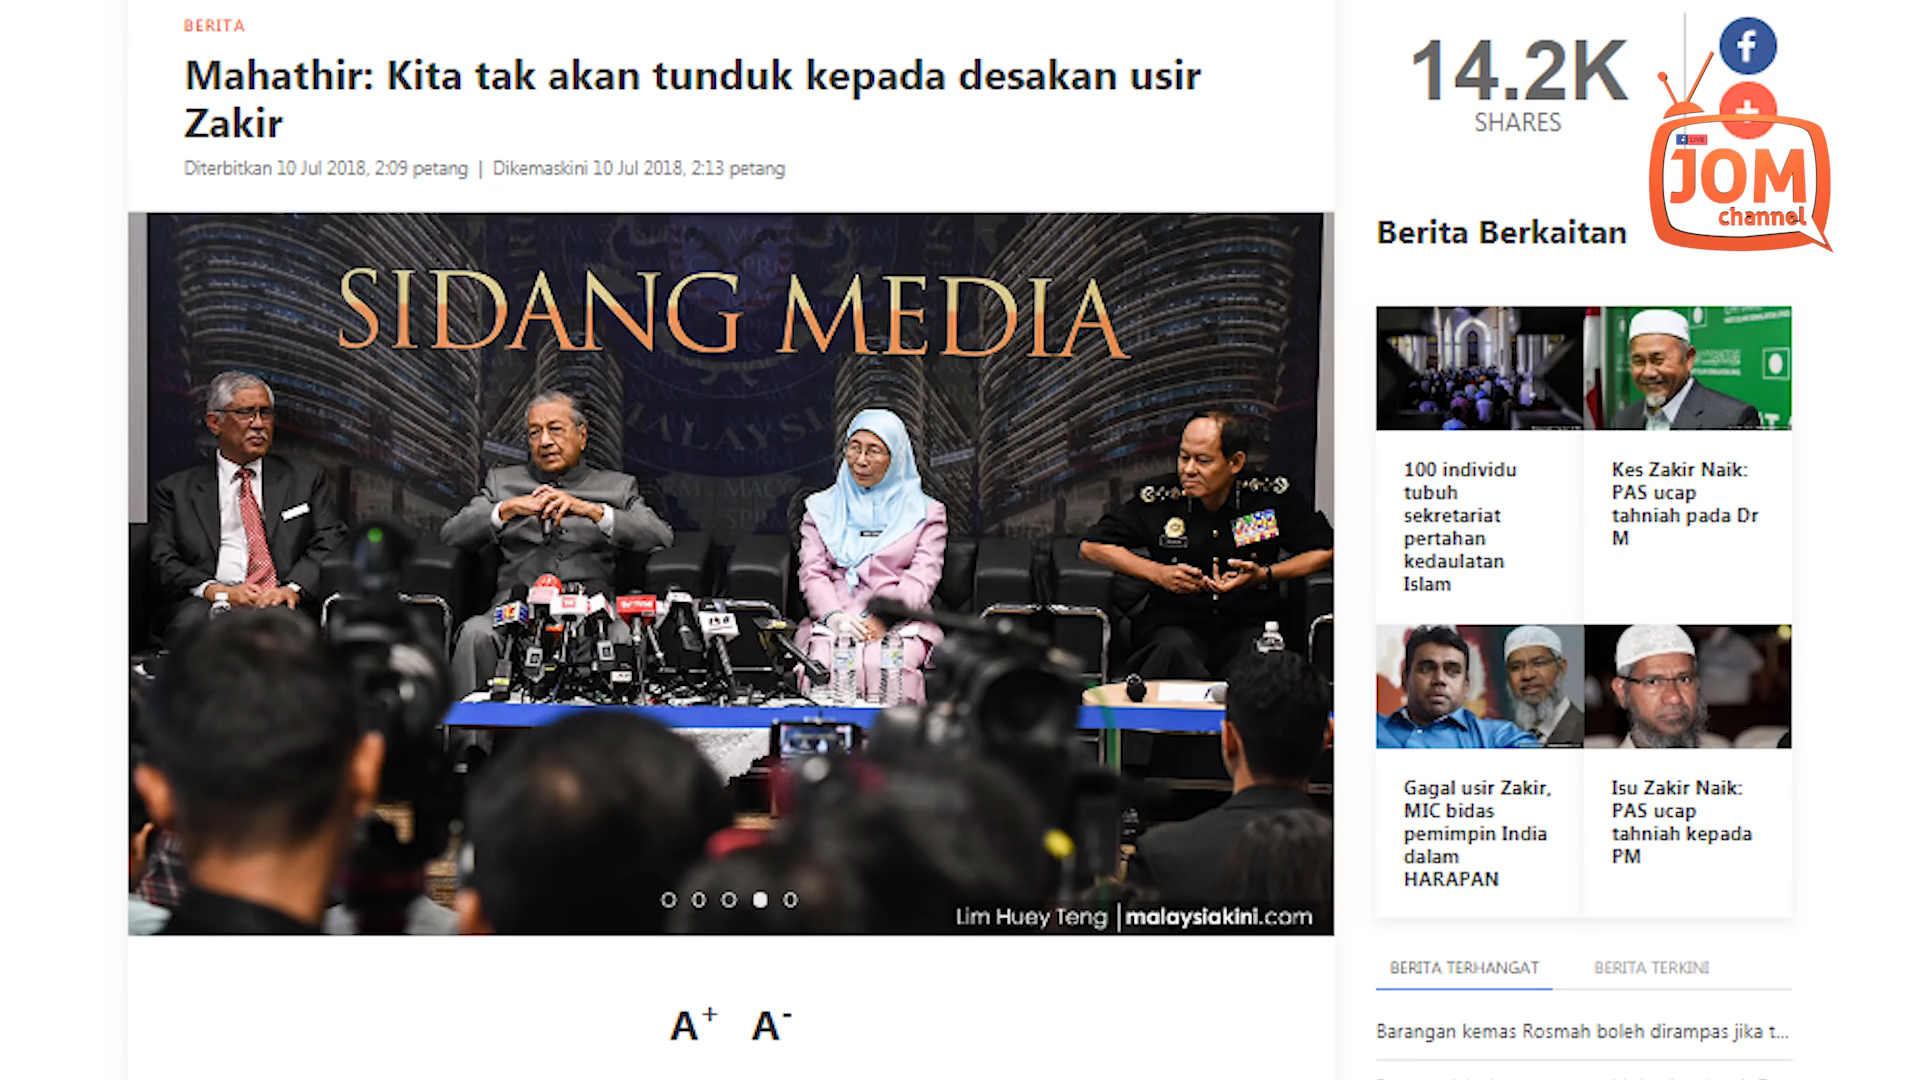 BERITA
Mahathir: Kita tak akan tunduk kepada desakan usir
Zakir
Diterbitkan 10 Jul 2018, 2:09 petang | Dikemaskini 10 Jul 2018, 2:13 petang
SIDANG MEDIA
MALAYSIA
Lim Huey Teng | malaysiakini.com
A+ A-
14.2K
SHARES
LIVE
JOM
channel
Berita Berkaitan
100 individu
tubuh
sekretariat
pertahan
kedaulatan
Islam
Kes Zakir Naik:
PAS ucap
tahniah pada Dr
M
Gagal usir Zakir,
MIC bidas
pemimpin India
dalam
HARAPAN
Isu Zakir Naik:
PAS ucap
tahniah kepada
PM
BERITA TERHANGAT
BERITA TERKINI
Barangan kemas Rosmah boleh dirampas jika t...